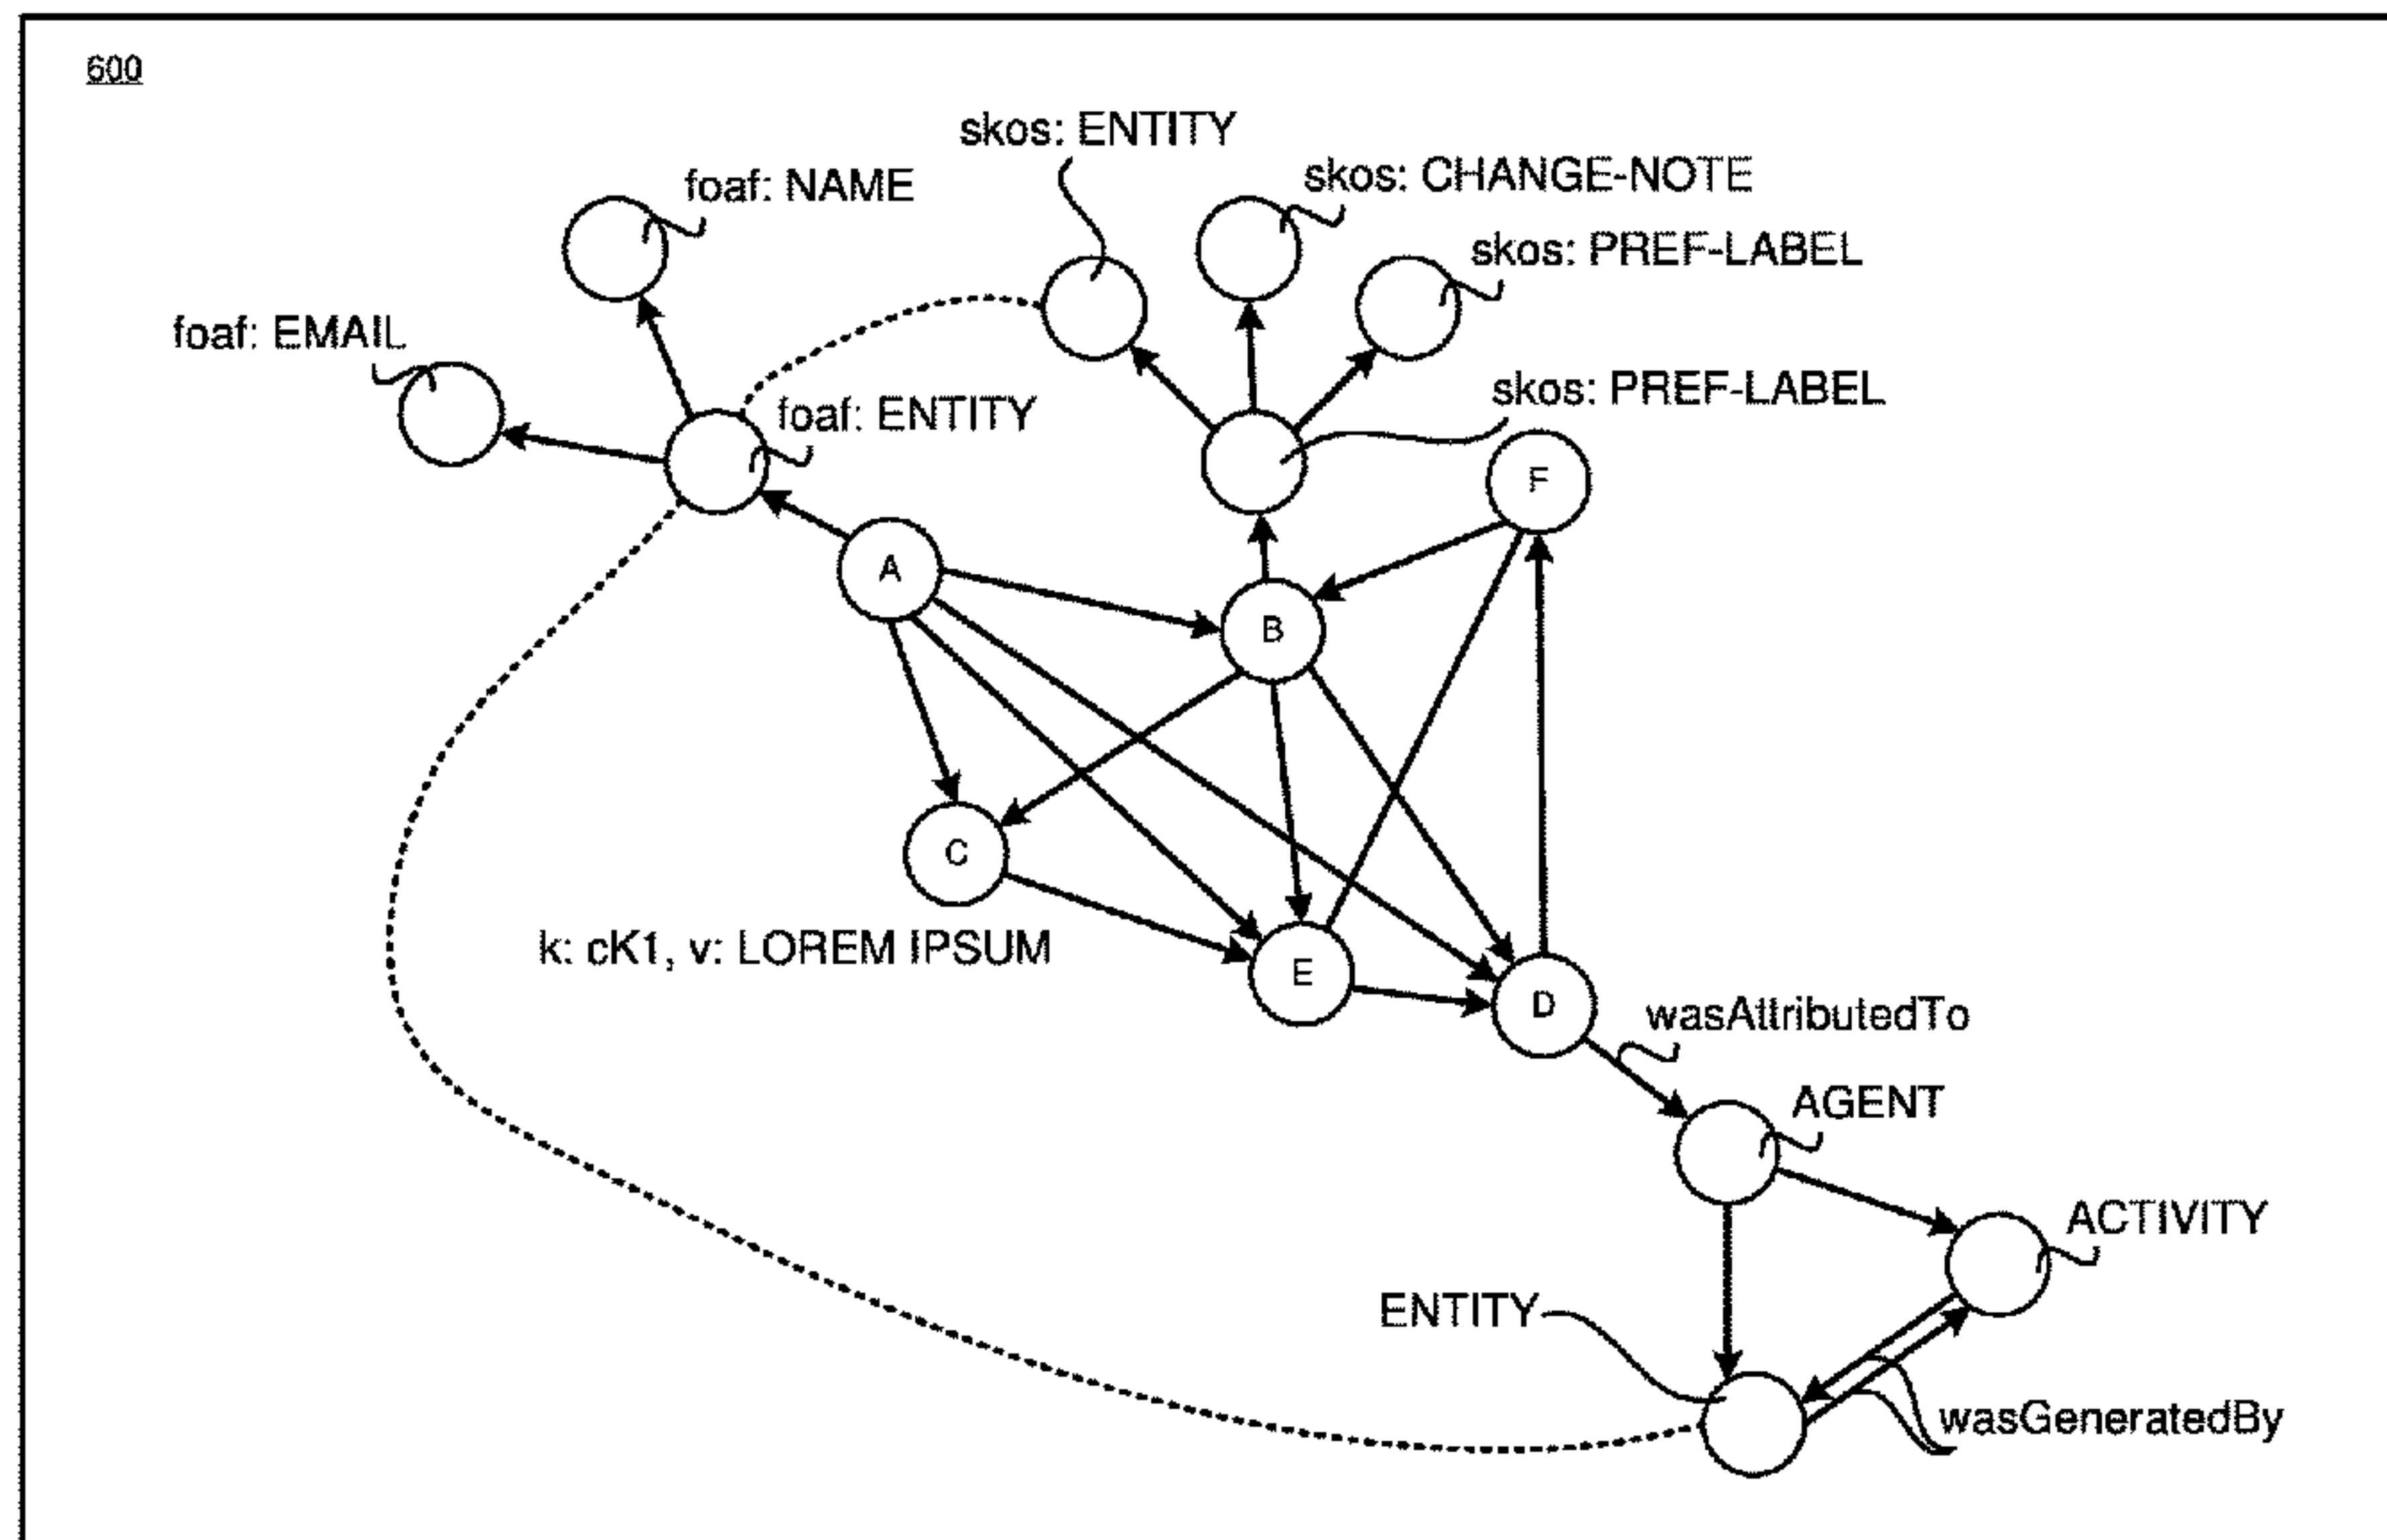 600
skos: ENTITY
skos: CHANGE-NOTE
foaf: NAME
skos: PREF-LABEL
foaf: EMAIL
skos: PREF-LABEL
foaf: ENTITY
F
A
B
C
k: cK1, v: LOREM IPSUM
E
D
wasAttributedTo
AGENT
ACTIVITY
ENTITY
wasGeneratedBy